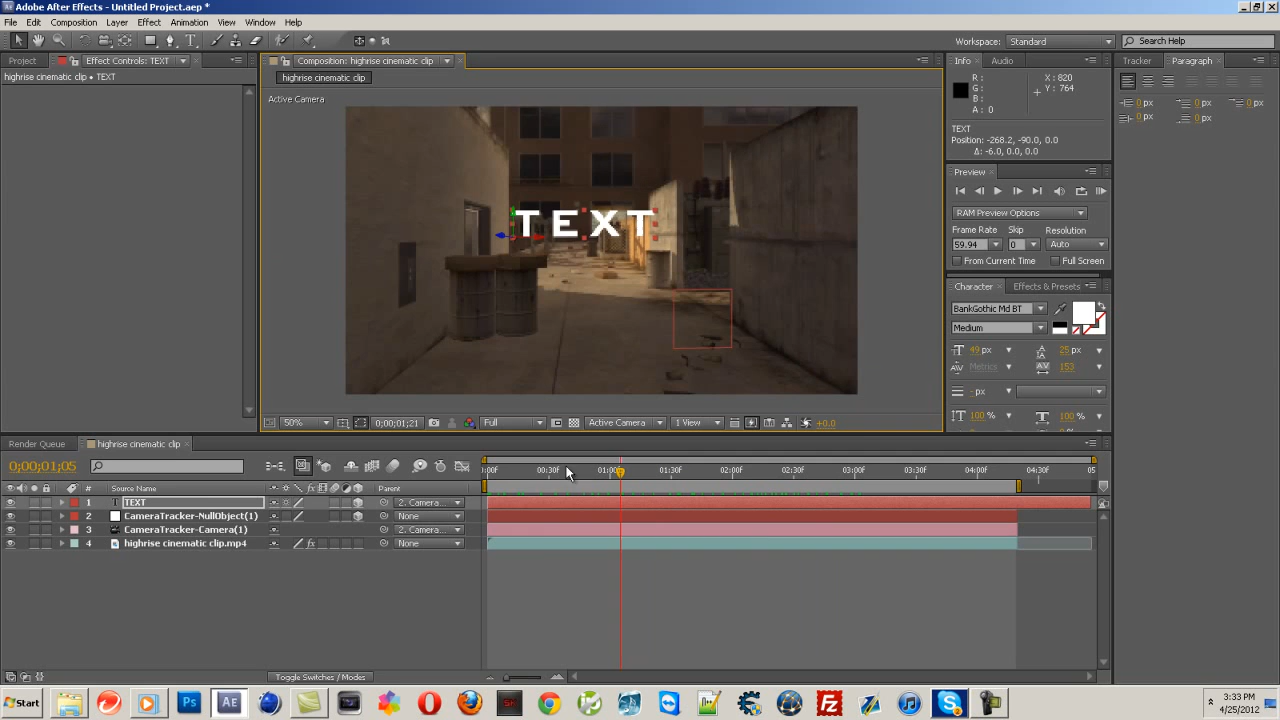 Adobe After Effects - Untitled Project.aep *
File Edit Composition Layer Effect Animation View Window Help
Workspace: Standard Search Help
Project Effect Controls: TEXT Composition: highrise cinematic clip Info Audio Tracker Paragraph
highrise cinematic clip • TEXT
highrise cinematic clip
Active Camera
R :
G :
B :
A : 0
X : 820
Y : 764
0 px 0 px 0 px
0 px 0 px
TEXT
Position: -268.2, -90.0, 0.0
Δ: -6.0, 0.0, 0.0
TEXT
Preview
RAM Preview Options
Frame Rate Skip Resolution
59.94 0 Auto
From Current Time Full Screen
Character Effects & Presets
BankGothic Md BT
Medium
49 px 25 px
Metrics 153
- px
100 % 100 %
50% 0;00;01;21 Full Active Camera 1 View +0.0
Render Queue highrise cinematic clip
0;00;01;05
:00F 00:30F 01:00F 01:30F 02:00F 02:30F 03:00F 03:30F 04:00F 04:30F 05
# Source Name Parent
1 T TEXT 2. Camera...
2 CameraTracker-NullObject(1) None
3 CameraTracker-Camera(1) 2. Camera...
4 highrise cinematic clip.mp4 fx None
Toggle Switches / Modes
Start Ps AE Sh FZ S
3:33 PM
4/25/2012